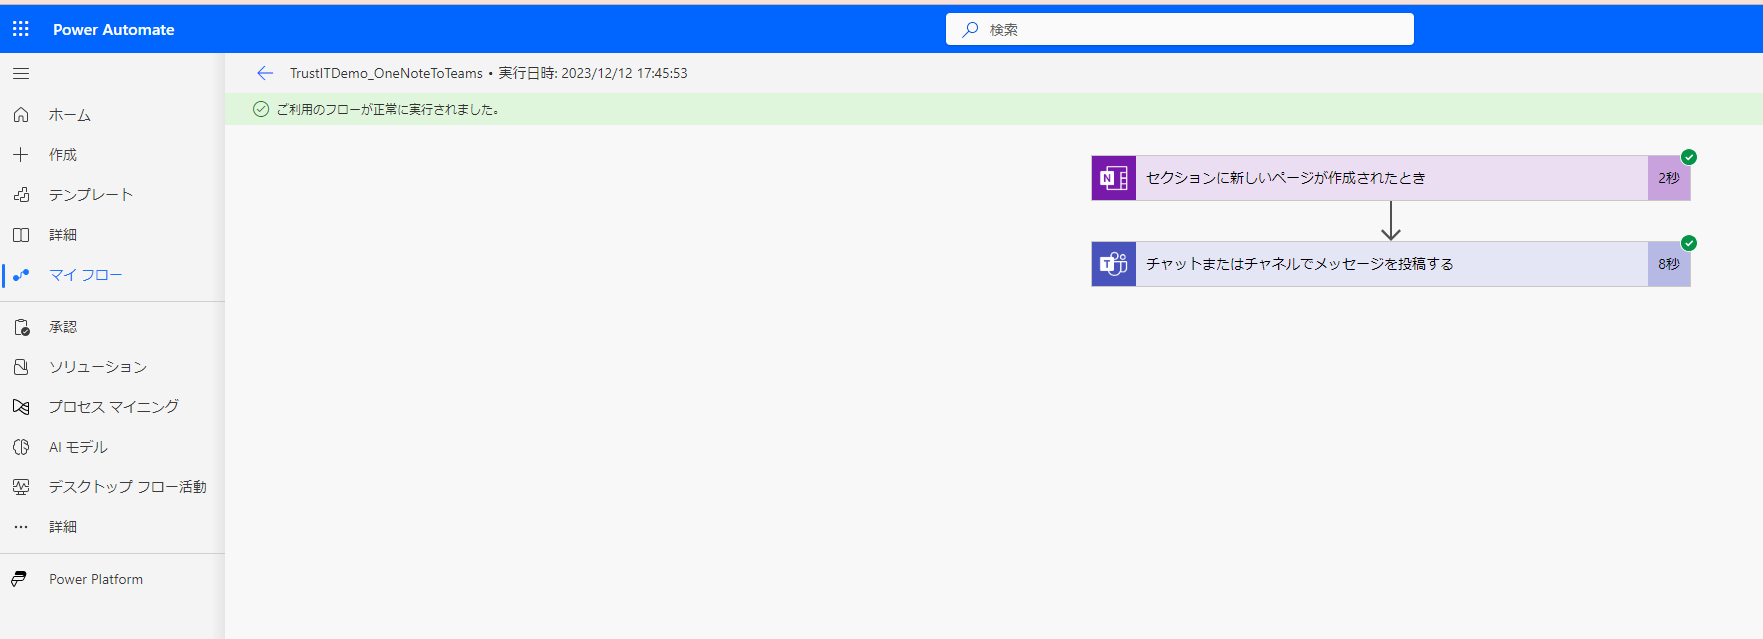 Power Automate
検索
TrustITDemo_OneNoteToTeams • 実行日時: 2023/12/12 17:45:53
ご利用のフローが正常に実行されました。
ホーム
作成
テンプレート
詳細
マイ フロー
承認
ソリューション
プロセス マイニング
AI モデル
デスクトップ フロー活動
詳細
Power Platform
N
セクションに新しいページが作成されたとき
2秒
T
チャットまたはチャネルでメッセージを投稿する
8秒